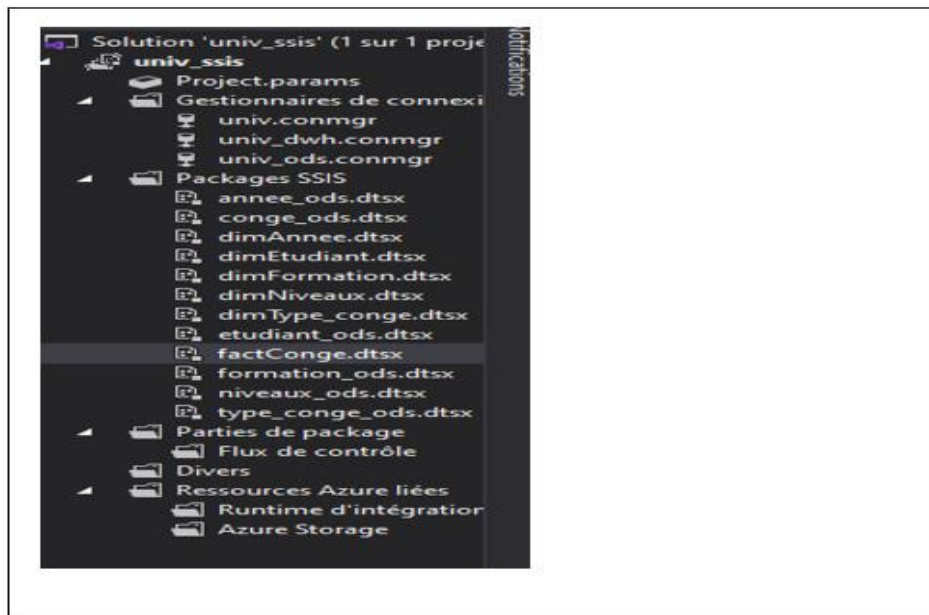 Solution 'univ_ssis' (1 sur 1 proje
univ_ssis
Project.params
Gestionnaires de connexi
univ.conmgr
univ_dwh.conmgr
univ_ods.conmgr
Packages SSIS
annee_ods.dtsx
conge_ods.dtsx
dimAnnee.dtsx
dimEtudiant.dtsx
dimFormation.dtsx
dimNiveaux.dtsx
dimType_conge.dtsx
etudiant_ods.dtsx
factConge.dtsx
formation_ods.dtsx
niveaux_ods.dtsx
type_conge_ods.dtsx
Parties de package
Flux de contrôle
Divers
Ressources Azure liées
Runtime d'intégration
Azure Storage
Notifications